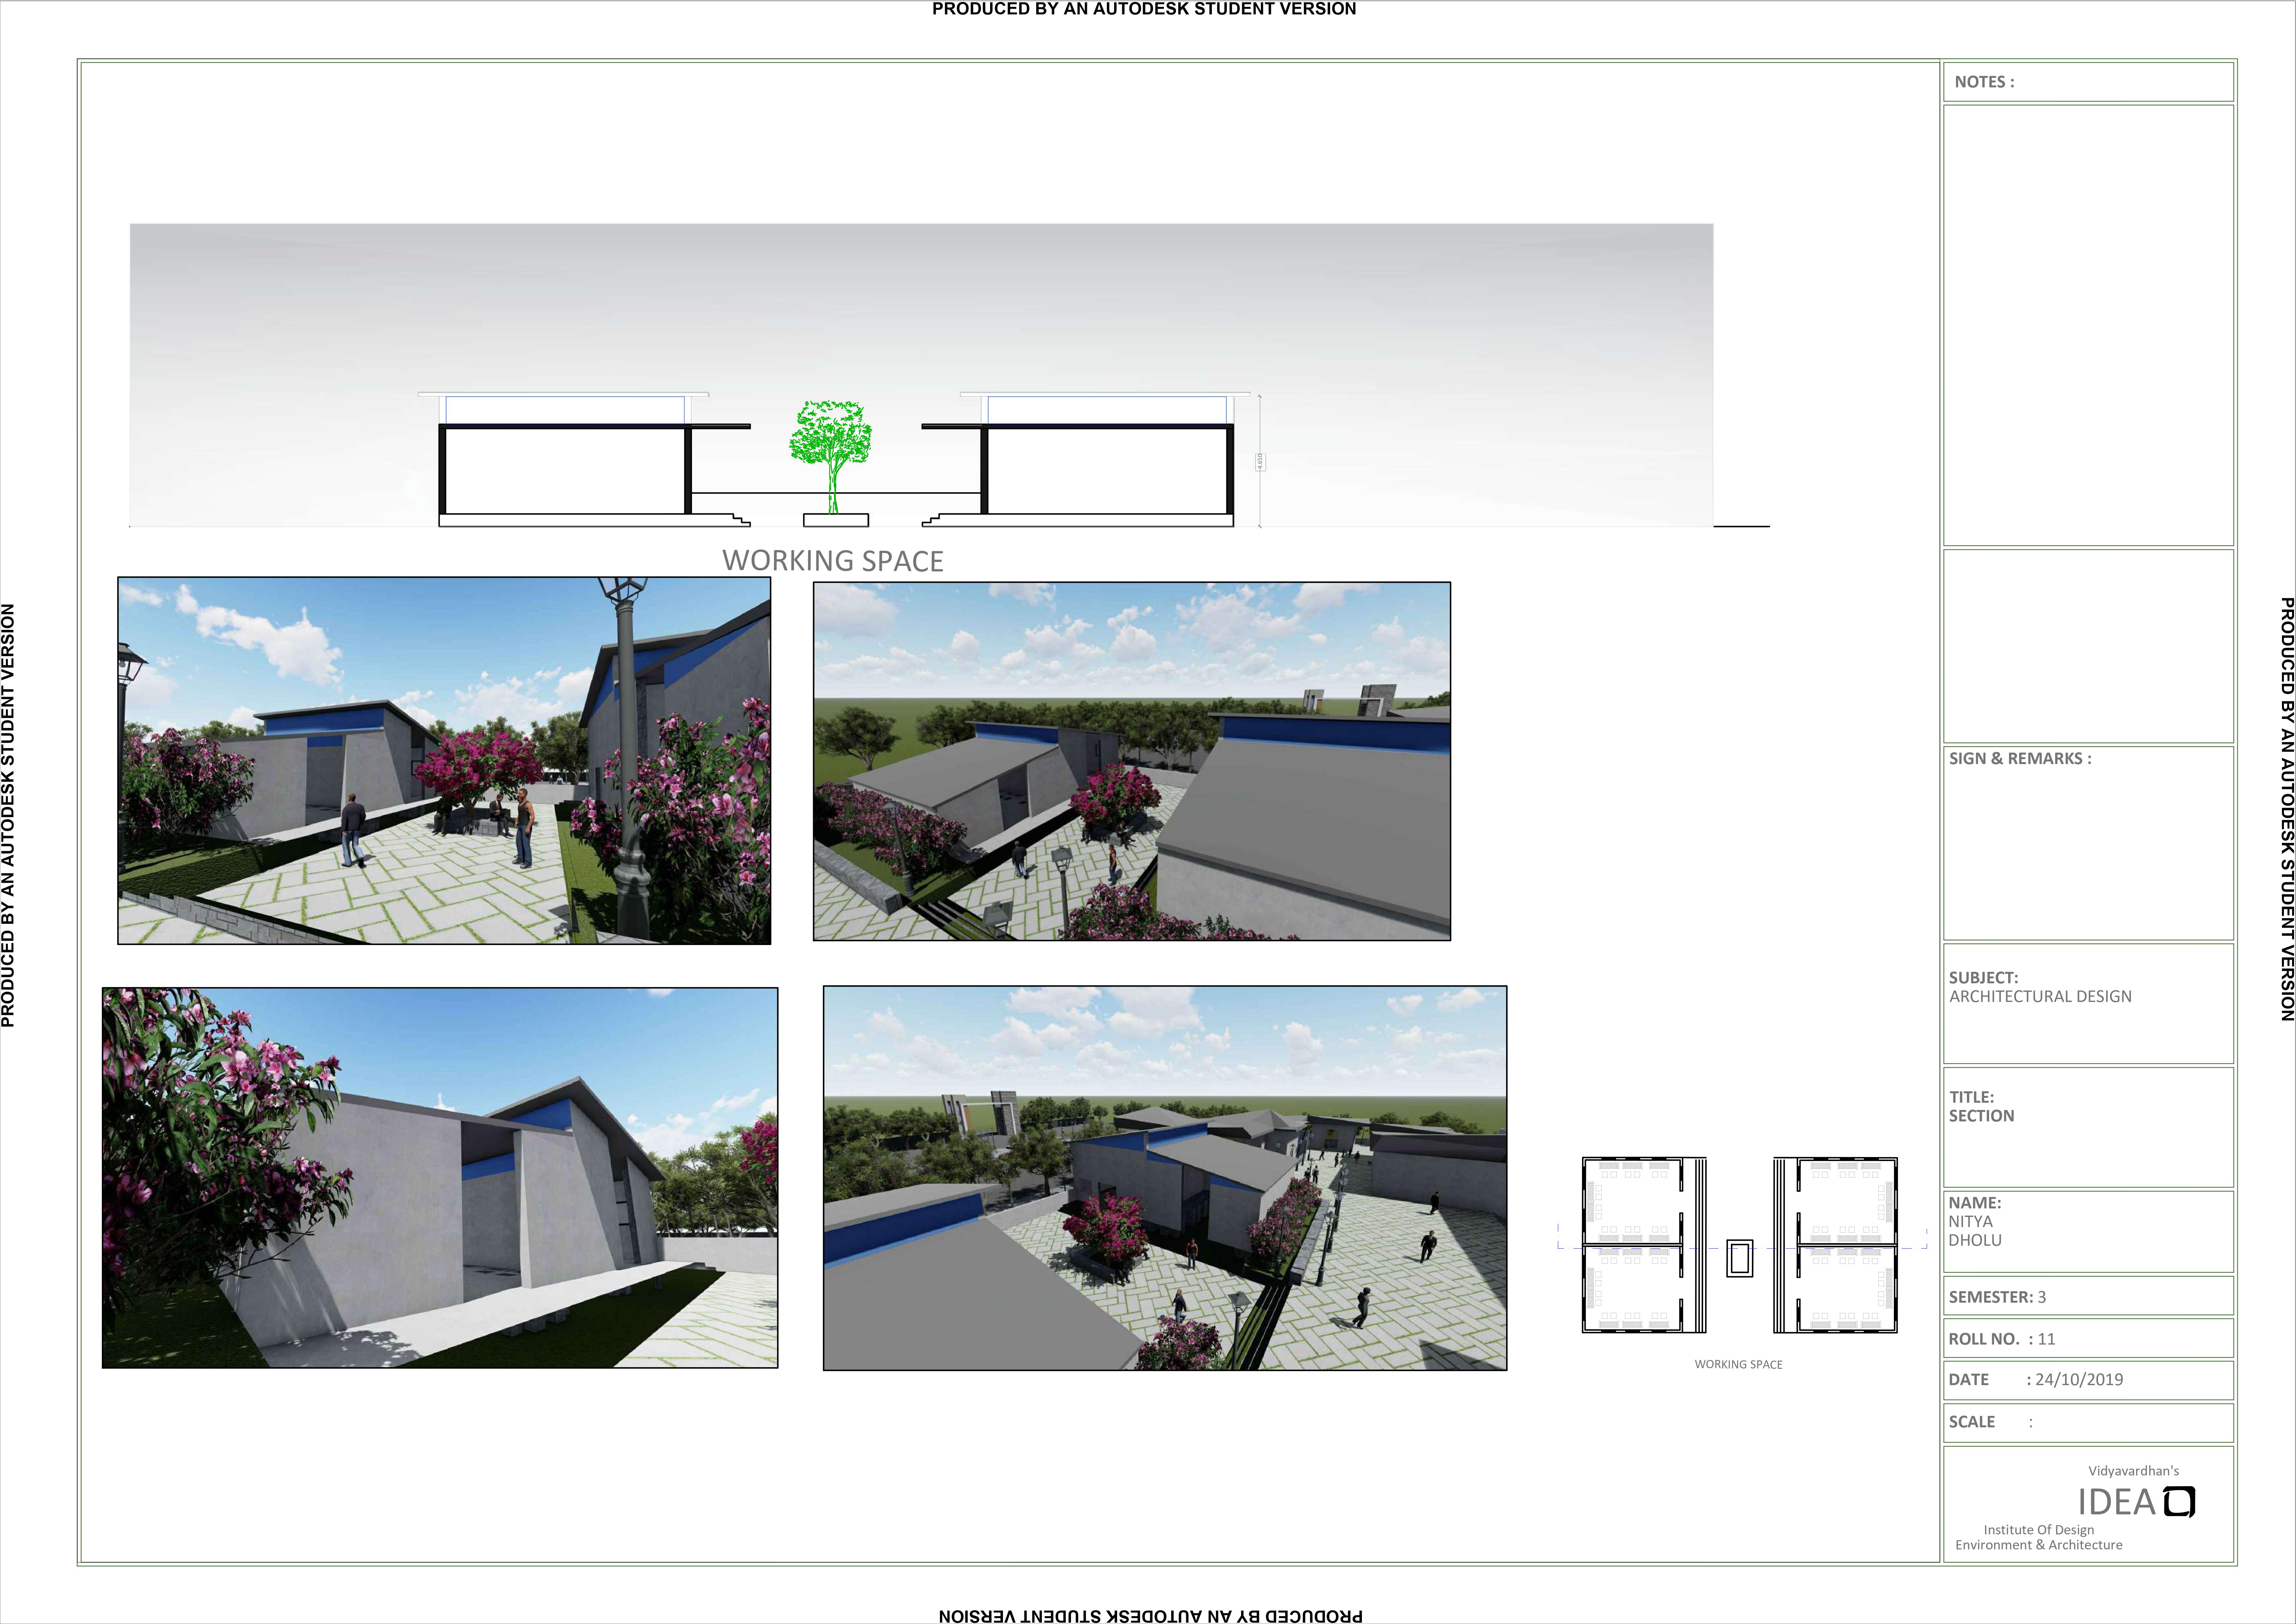 PRODUCED BY AN AUTODESK STUDENT VERSION
PRODUCED BY AN AUTODESK STUDENT VERSION
4.650
WORKING SPACE
WORKING SPACE
NOTES :
SIGN & REMARKS :
SUBJECT:
ARCHITECTURAL DESIGN
TITLE:
SECTION
NAME:
NITYA
DHOLU
SEMESTER: 3
ROLL NO. : 11
DATE : 24/10/2019
SCALE :
Vidyavardhan's
IDEA
Institute Of Design
Environment & Architecture
PRODUCED BY AN AUTODESK STUDENT VERSION
PRODUCED BY AN AUTODESK STUDENT VERSION